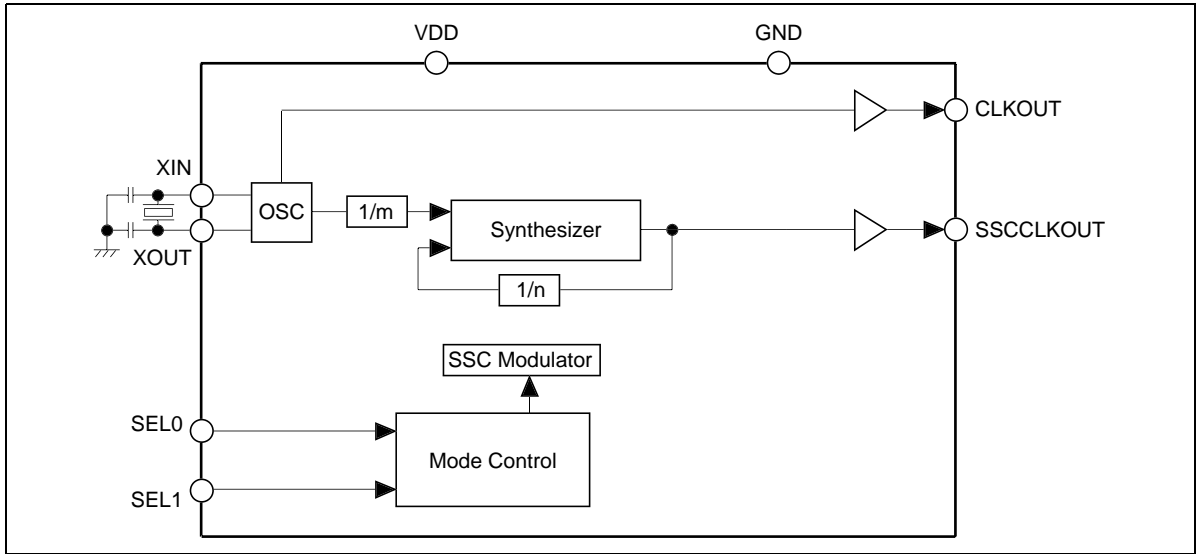 VDD
GND
CLKOUT
XIN
OSC
1/m
Synthesizer
SSCCLKOUT
XOUT
1/n
SSC Modulator
SEL0
Mode Control
SEL1